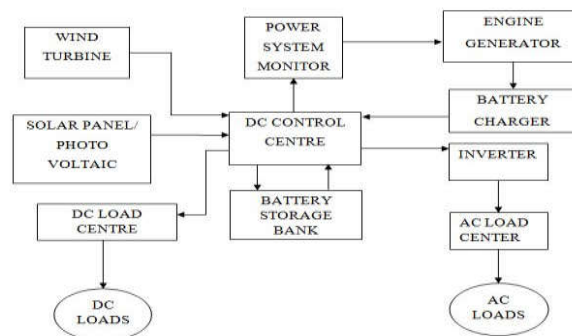 WIND
TURBINE
POWER
SYSTEM
MONITOR
ENGINE
GENERATOR
SOLAR PANEL/
PHOTO
VOLTAIC
DC CONTROL
CENTRE
BATTERY
CHARGER
INVERTER
DC LOAD
CENTRE
BATTERY
STORAGE
BANK
AC LOAD
CENTER
DC
LOADS
AC
LOADS